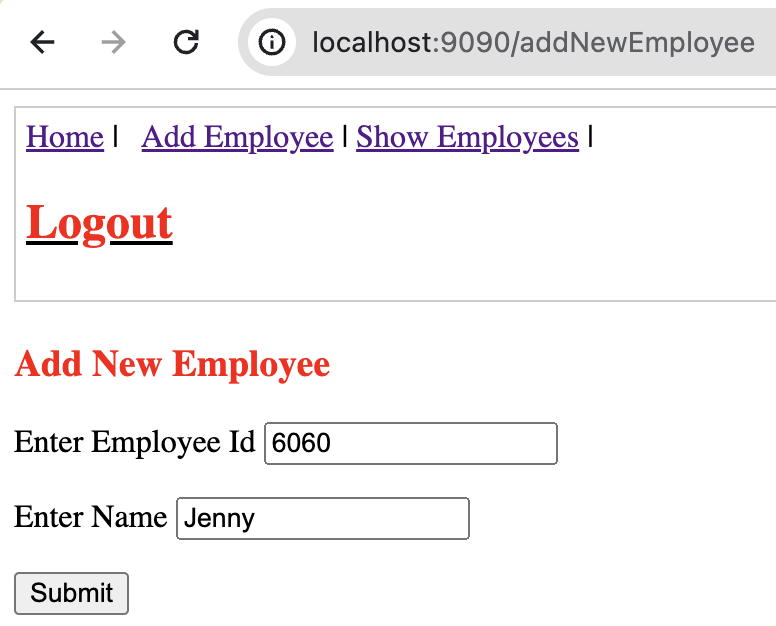 localhost:9090/addNewEmployee
Home | Add Employee | Show Employees |
Logout
Add New Employee
Enter Employee Id 6060
Enter Name Jenny
Submit